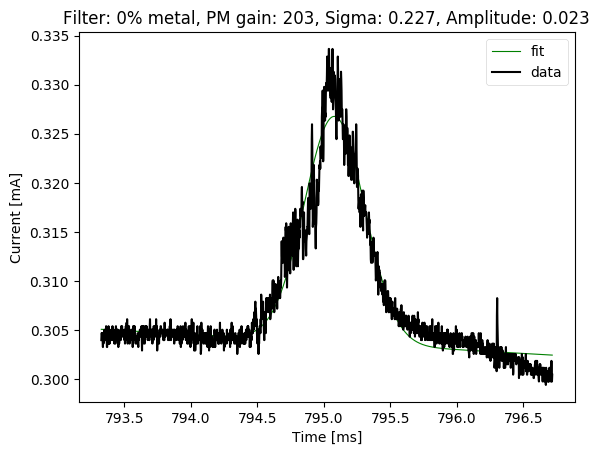 Filter: 0% metal, PM gain: 203, Sigma: 0.227, Amplitude: 0.023
fit
data
Current [mA]
0.335
0.330
0.325
0.320
0.315
0.310
0.305
0.300
793.5 794.0 794.5 795.0 795.5 796.0 796.5
Time [ms]